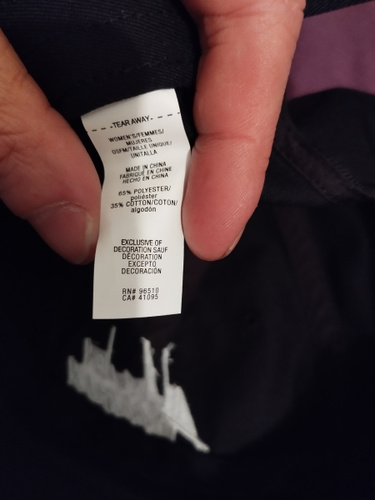 -TEAR AWAY-
WOMEN'S/FEMMES/
MUJERES
OSFM/TAILLE UNIQUE/
UNITALLA
MADE IN CHINA
FABRIQUÉ EN CHINE
HECHO EN CHINA
65% POLYESTER/
poliéster
35% COTTON/COTON/
algodón
EXCLUSIVE OF
DECORATION SAUF
DÉCORATION
EXCEPTO
DECORACIÓN
RN# 96510
CA# 41095